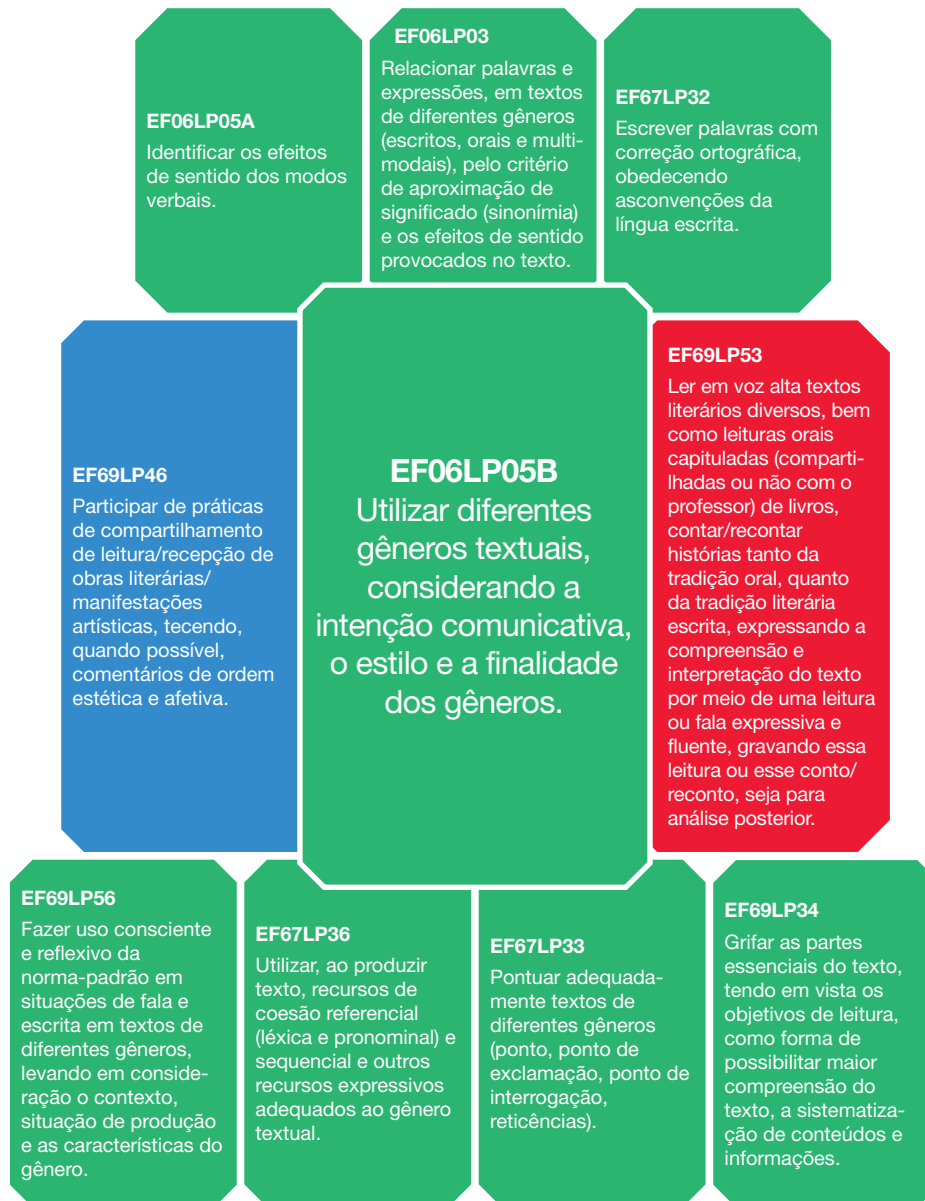 EF06LP05A
Identificar os efeitos
de sentido dos modos
verbais.
EF06LP03
Relacionar palavras e
expressões, em textos
de diferentes gêneros
(escritos, orais e multi-
modais), pelo critério
de aproximação de
significado (sinonímia)
e os efeitos de sentido
provocados no texto.
EF67LP32
Escrever palavras com
correção ortográfica,
obedecendo
asconvenções da
língua escrita.
EF69LP46
Participar de práticas
de compartilhamento
de leitura/recepção de
obras literárias/
manifestações
artísticas, tecendo,
quando possível,
comentários de ordem
estética e afetiva.
EF06LP05B
Utilizar diferentes
gêneros textuais,
considerando a
intenção comunicativa,
o estilo e a finalidade
dos gêneros.
EF69LP53
Ler em voz alta textos
literários diversos, bem
como leituras orais
capituladas (comparti-
lhadas ou não com o
professor) de livros,
contar/recontar
histórias tanto da
tradição oral, quanto
da tradição literária
escrita, expressando a
compreensão e
interpretação do texto
por meio de uma leitura
ou fala expressiva e
fluente, gravando essa
leitura ou esse conto/
reconto, seja para
análise posterior.
EF69LP56
Fazer uso consciente
e reflexivo da
norma-padrão em
situações de fala e
escrita em textos de
diferentes gêneros,
levando em conside-
ração o contexto,
situação de produção
e as características do
gênero.
EF67LP36
Utilizar, ao produzir
texto, recursos de
coesão referencial
(léxica e pronominal) e
sequencial e outros
recursos expressivos
adequados ao gênero
textual.
EF67LP33
Pontuar adequada-
mente textos de
diferentes gêneros
(ponto, ponto de
exclamação, ponto de
interrogação,
reticências).
EF69LP34
Grifar as partes
essenciais do texto,
tendo em vista os
objetivos de leitura,
como forma de
possibilitar maior
compreensão do
texto, a sistematiza-
ção de conteúdos e
informações.